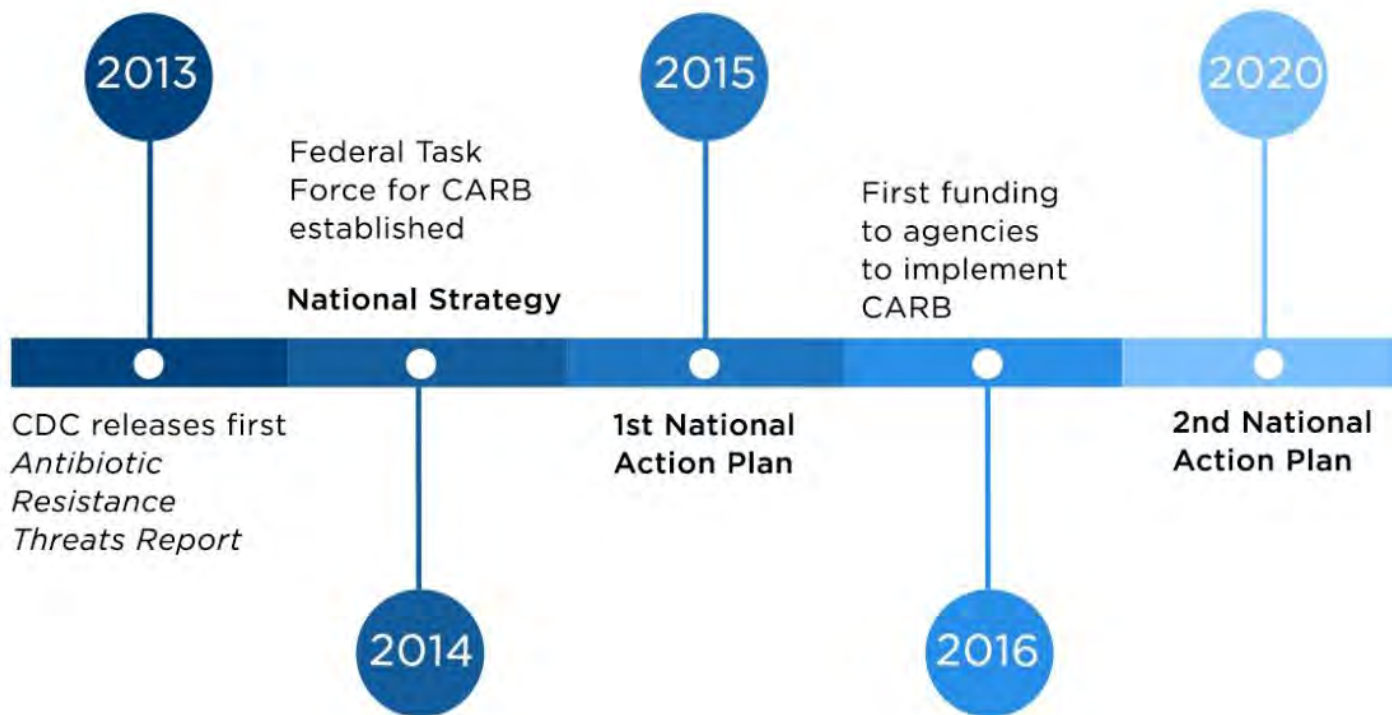 2013
2015
2020
Federal Task
Force for CARB
established
National Strategy
First funding
to agencies
to implement
CARB
CDC releases first
Antibiotic
Resistance
Threats Report
1st National
Action Plan
2nd National
Action Plan
2014
2016